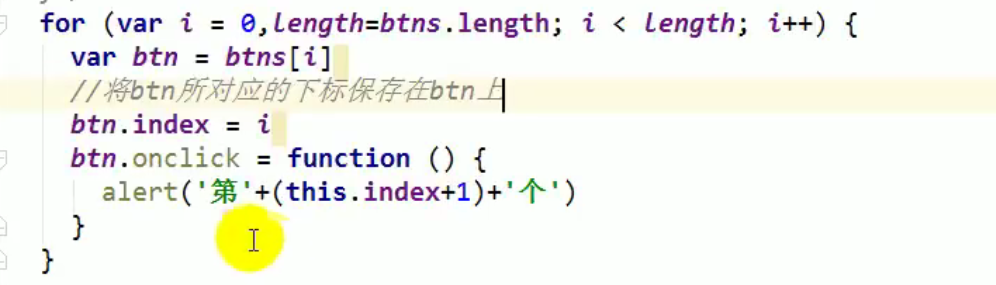 for (var i = 0,length=btns.length; i < length; i++) {
var btn = btns[i]
//将btn所对应的下标保存在btn上
btn.index = i
btn.onclick = function () {
alert('第'+(this.index+1)+'个')
}
}